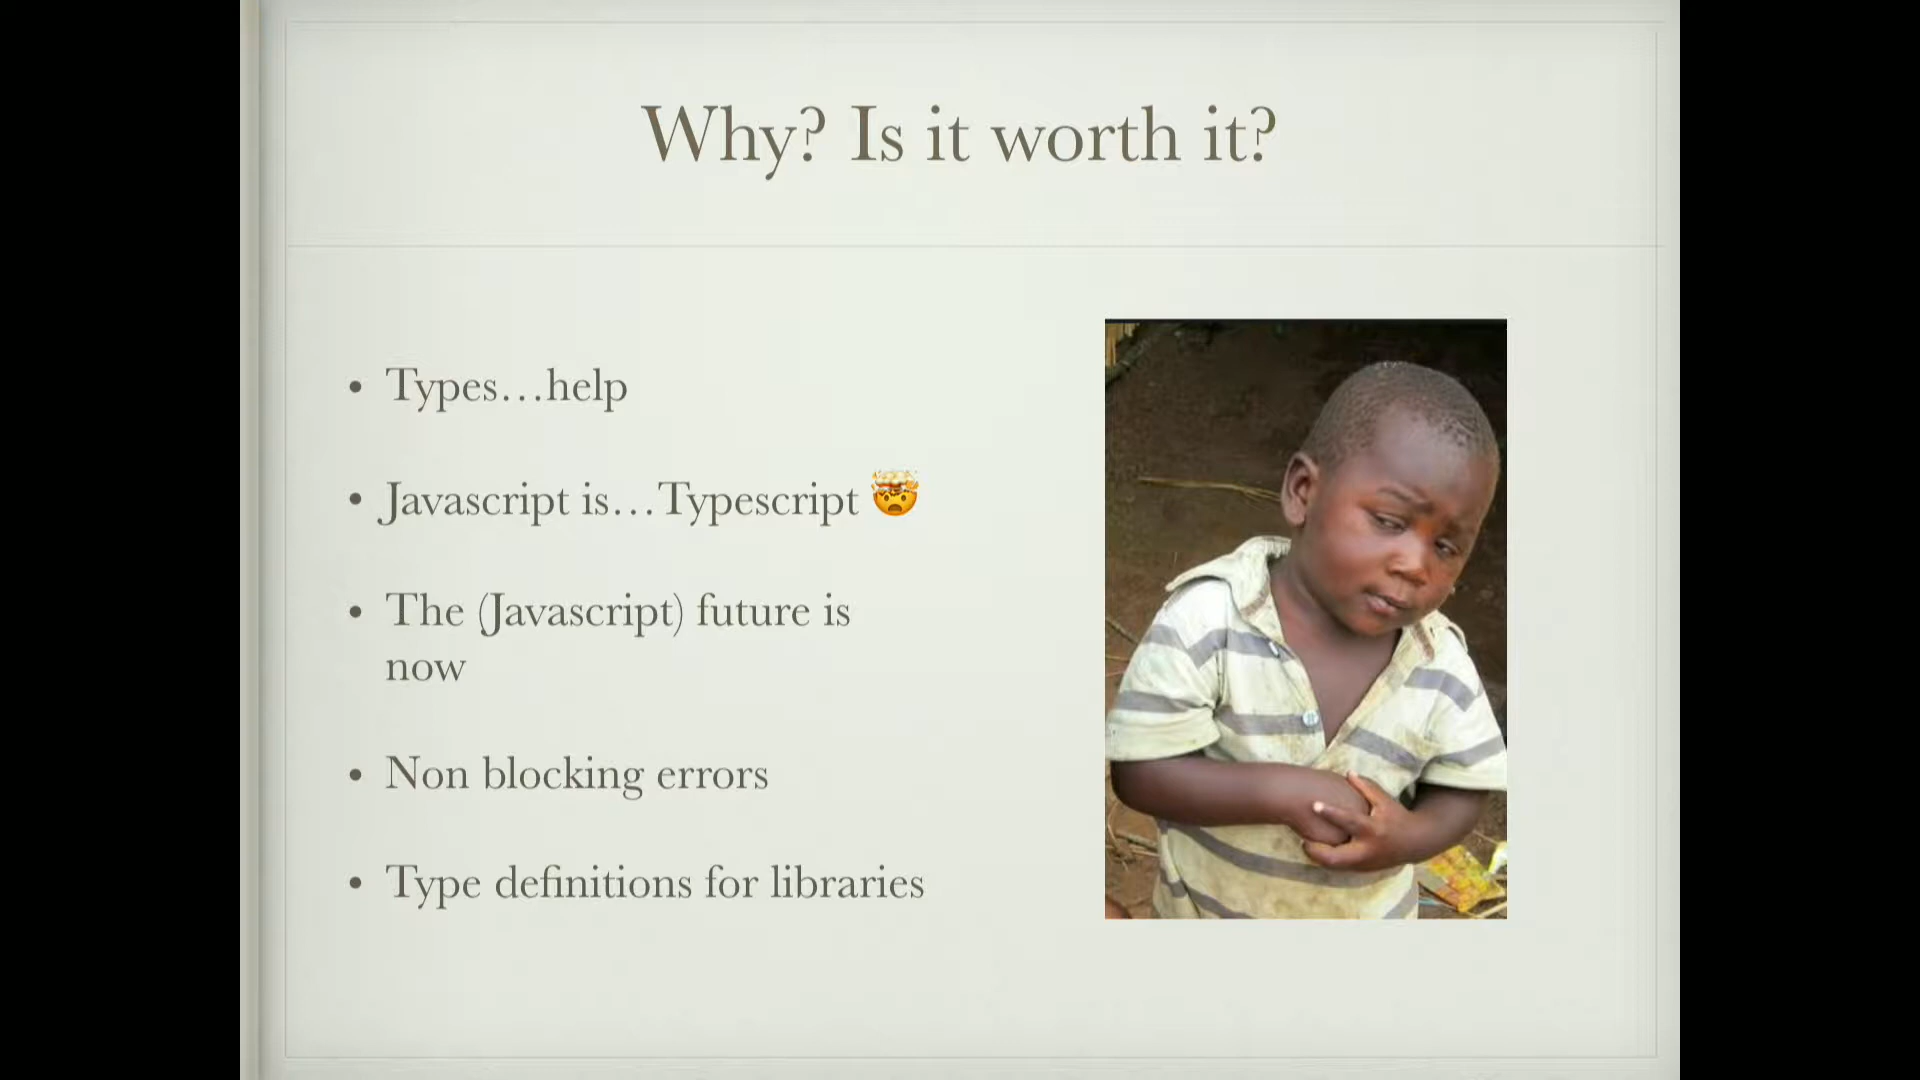 Why? Is it worth it?
• Types…help
• Javascript is…Typescript 🤯
• The (Javascript) future is
now
• Non blocking errors
• Type definitions for libraries